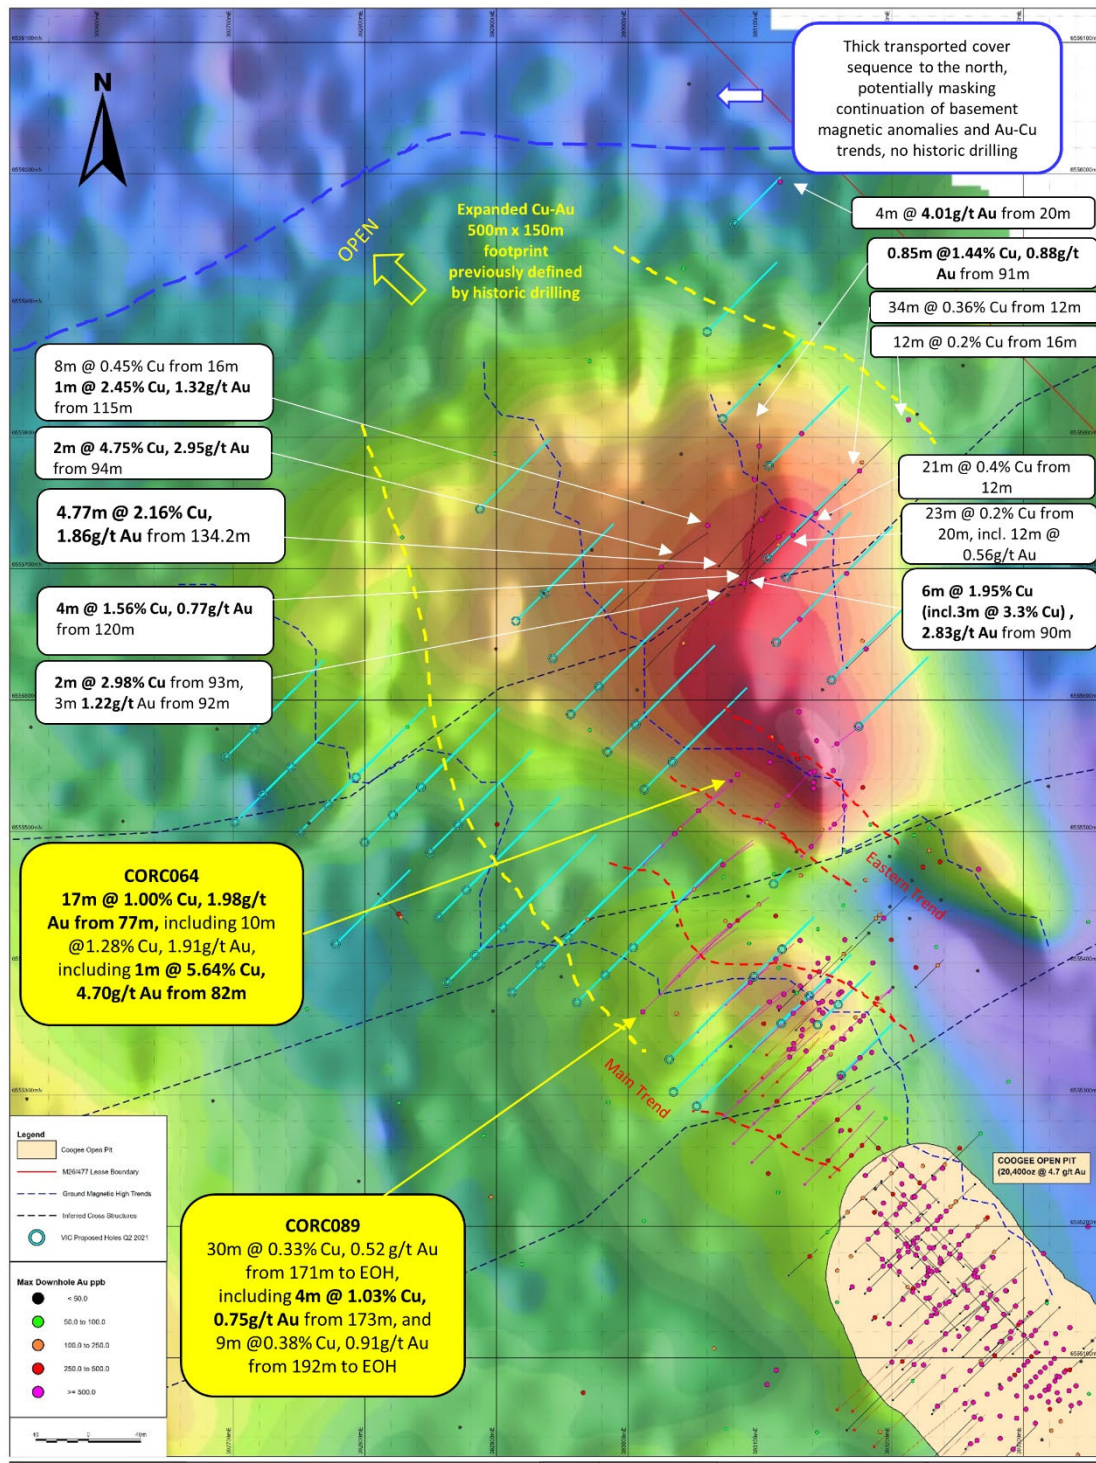 N
Thick transported cover
sequence to the north,
potentially masking
continuation of basement
magnetic anomalies and Au-Cu
trends, no historic drilling
OPEN
Expanded Cu-Au
500m x 150m
footprint
previously defined
by historic drilling
4m @ 4.01g/t Au from 20m
0.85m @1.44% Cu, 0.88g/t
Au from 91m
34m @ 0.36% Cu from 12m
12m @ 0.2% Cu from 16m
8m @ 0.45% Cu from 16m
1m @ 2.45% Cu, 1.32g/t Au
from 115m
2m @ 4.75% Cu, 2.95g/t Au
from 94m
4.77m @ 2.16% Cu,
1.86g/t Au from 134.2m
4m @ 1.56% Cu, 0.77g/t Au
from 120m
2m @ 2.98% Cu from 93m,
3m 1.22g/t Au from 92m
21m @ 0.4% Cu from
12m
23m @ 0.2% Cu from
20m, incl. 12m @
0.56g/t Au
6m @ 1.95% Cu
(incl.3m @ 3.3% Cu) ,
2.83g/t Au from 90m
CORC064
17m @ 1.00% Cu, 1.98g/t
Au from 77m, including 10m
@1.28% Cu, 1.91g/t Au,
including 1m @ 5.64% Cu,
4.70g/t Au from 82m
Eastern Trend
Main Trend
CORC089
30m @ 0.33% Cu, 0.52 g/t Au
from 171m to EOH,
including 4m @ 1.03% Cu,
0.75g/t Au from 173m, and
9m @0.38% Cu, 0.91g/t Au
from 192m to EOH
COOGEE OPEN PIT
(20,400oz @ 4.7 g/t Au
Legend
Coogee Open Pit
M26/477 Lease Boundary
Ground Magnetic High Trends
Inferred Cross Structures
VIC Proposed Holes Q2 2021
Max Downhole Au ppb
< 50.0
50.0 to 100.0
100.0 to 250.0
250.0 to 500.0
>= 500.0
40 0 40m